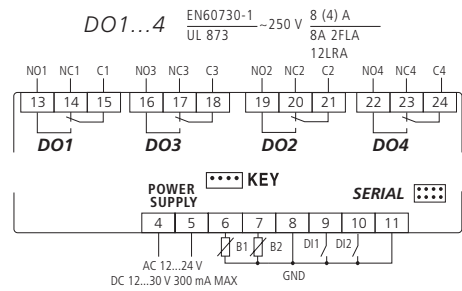 DO1...4 EN60730-1 ~250 V 8 (4) A
UL 873 8A 2FLA
12LRA
NO1 NC1 C1 NO3 NC3 C3 NO2 NC2 C2 NO4 NC4 C4
13 14 15 16 17 18 19 20 21 22 23 24
DO1 DO3 DO2 DO4
KEY
POWER
SUPPLY
SERIAL
4 5 6 7 8 9 10 11
B1 B2 DI1 DI2
AC 12...24 V
DC 12...30 V 300 mA MAX
GND